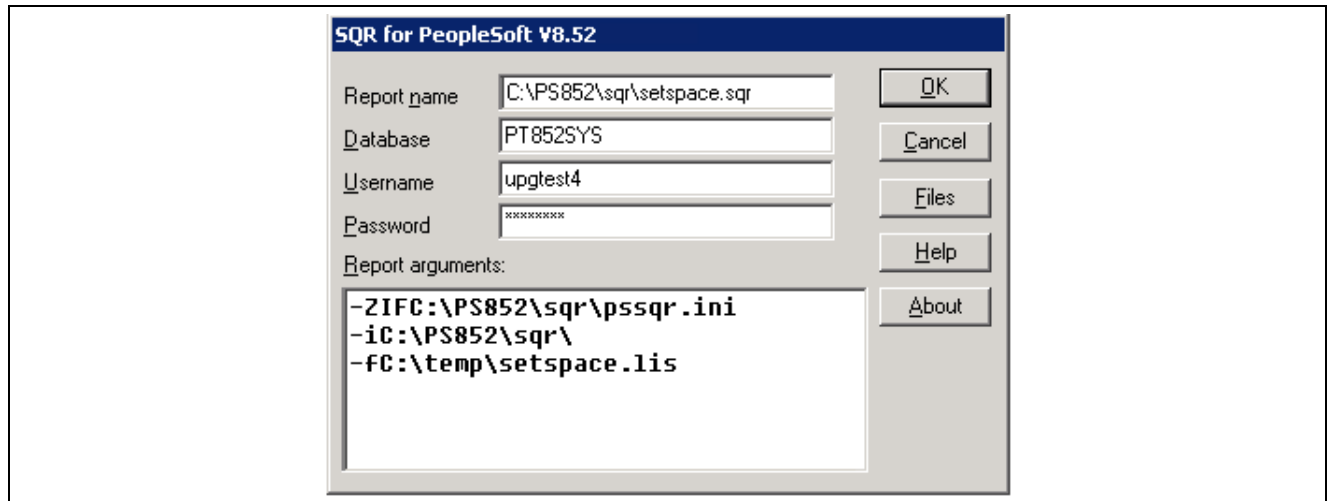 SQR for PeopleSoft V8.52
Report name C:\PS852\sqr\setspace.sqr OK
Database PT852SYS Cancel
Username upgtest4 Files
Password ******** Help
Report arguments: About
-ZIFC:\PS852\sqr\pssqr.ini
-iC:\PS852\sqr\
-fC:\temp\setspace.lis